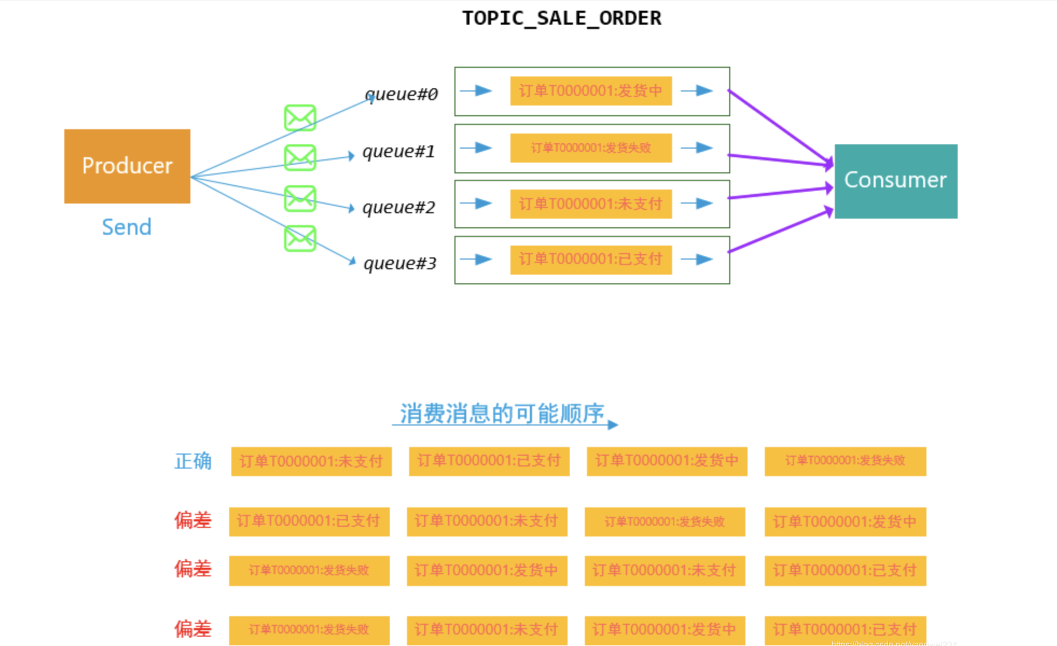 TOPIC_SALE_ORDER
queue#0
订单T0000001:发货中
Producer
queue#1
订单T0000001:发货失败
Consumer
Send
queue#2
订单T0000001:未支付
queue#3
订单T0000001:已支付
消费消息的可能顺序
正确 订单T0000001:未支付 订单T0000001:已支付 订单T0000001:发货中 订单T0000001:发货失败
偏差 订单T0000001:已支付 订单T0000001:未支付 订单T0000001:发货失败 订单T0000001:发货中
偏差 订单T0000001:发货失败 订单T0000001:发货中 订单T0000001:未支付 订单T0000001:已支付
偏差 订单T0000001:发货失败 订单T0000001:未支付 订单T0000001:发货中 订单T0000001:已支付